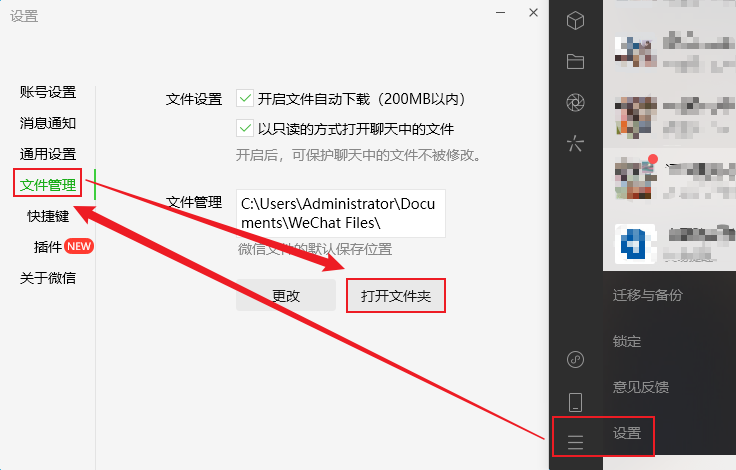 设置
账号设置
消息通知
通用设置
文件管理
快捷键
插件 NEW
关于微信
文件设置
开启文件自动下载（200MB以内）
以只读的方式打开聊天中的文件
开启后，可保护聊天中的文件不被修改。
文件管理
C:\Users\Administrator\Docu
ments\WeChat Files\
微信文件的默认保存位置
更改
打开文件夹
迁移与备份
锁定
意见反馈
设置